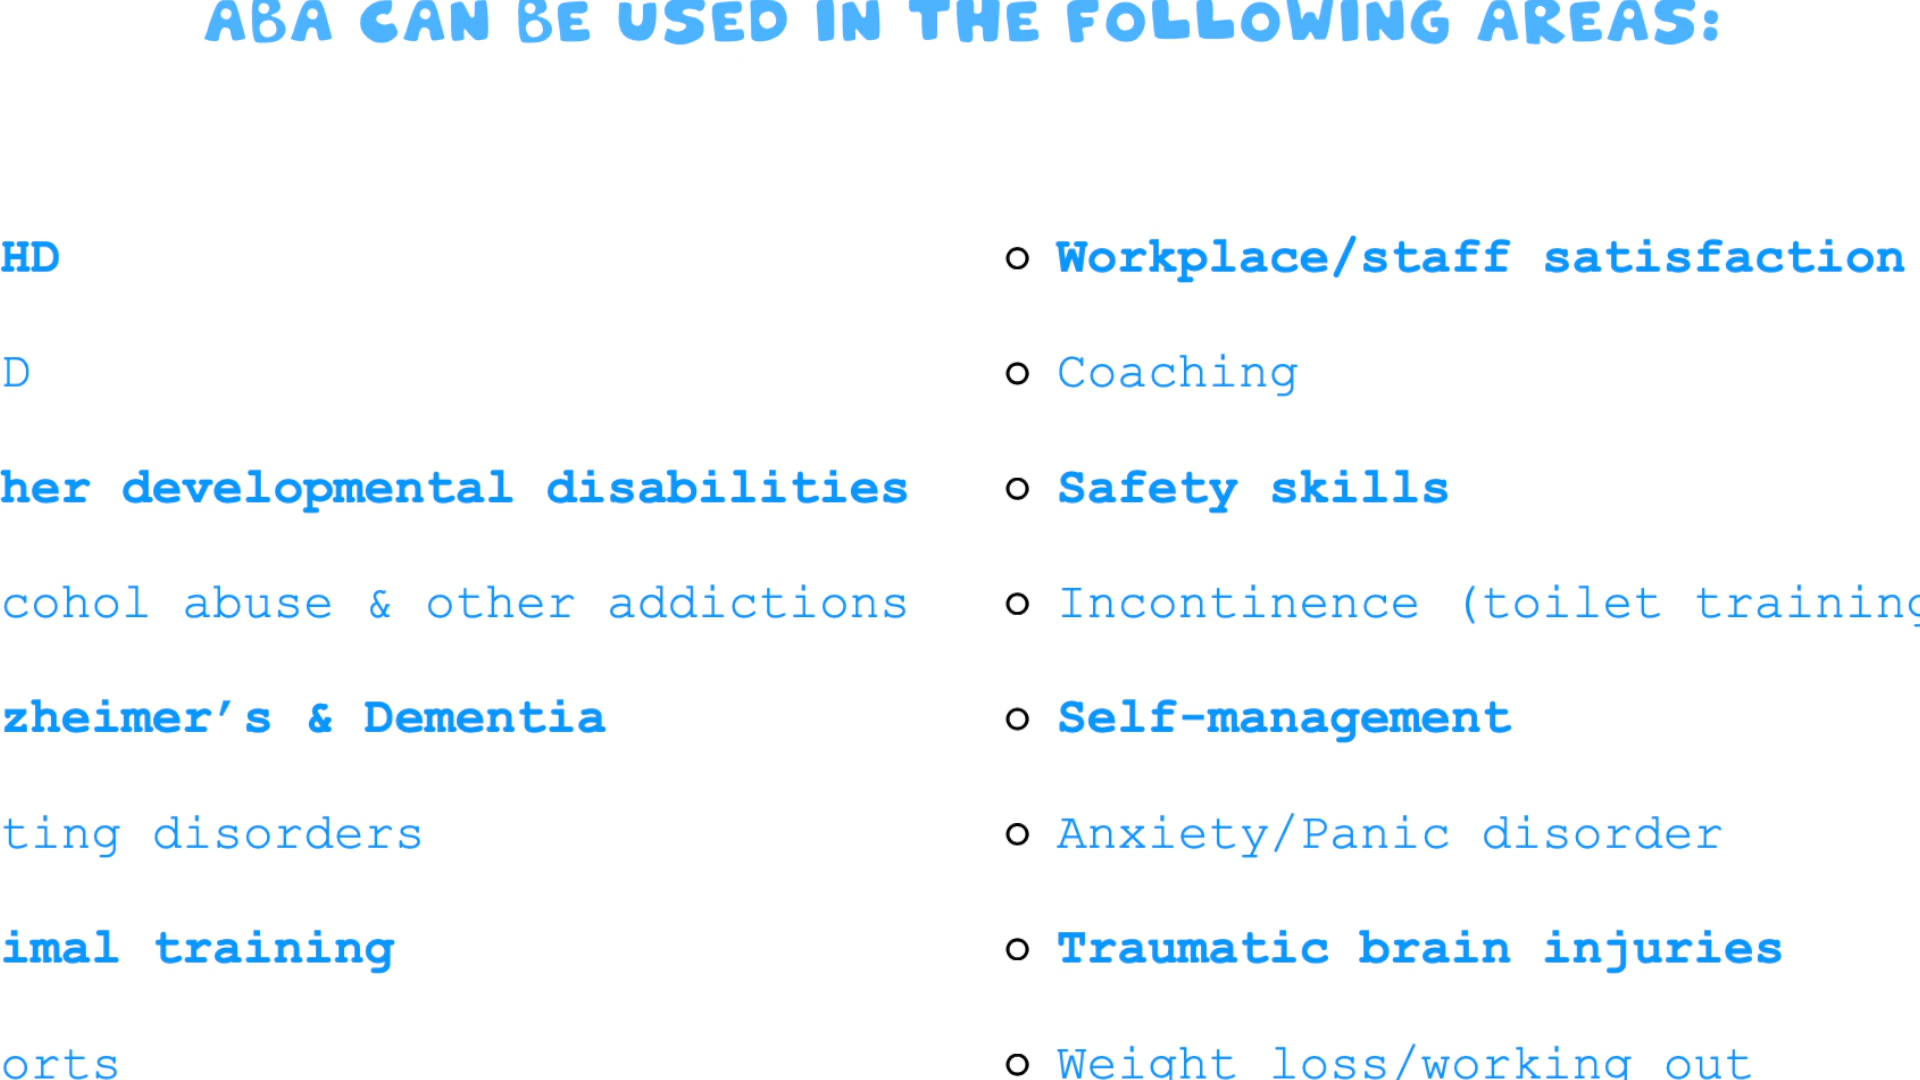 ABA CAN BE USED IN THE FOLLOWING AREAS:
HD
D
her developmental disabilities
cohol abuse & other addictions
zheimer’s & Dementia
ting disorders
imal training
orts
Workplace/staff satisfaction
Coaching
Safety skills
Incontinence (toilet training
Self-management
Anxiety/Panic disorder
Traumatic brain injuries
Weight loss/working out